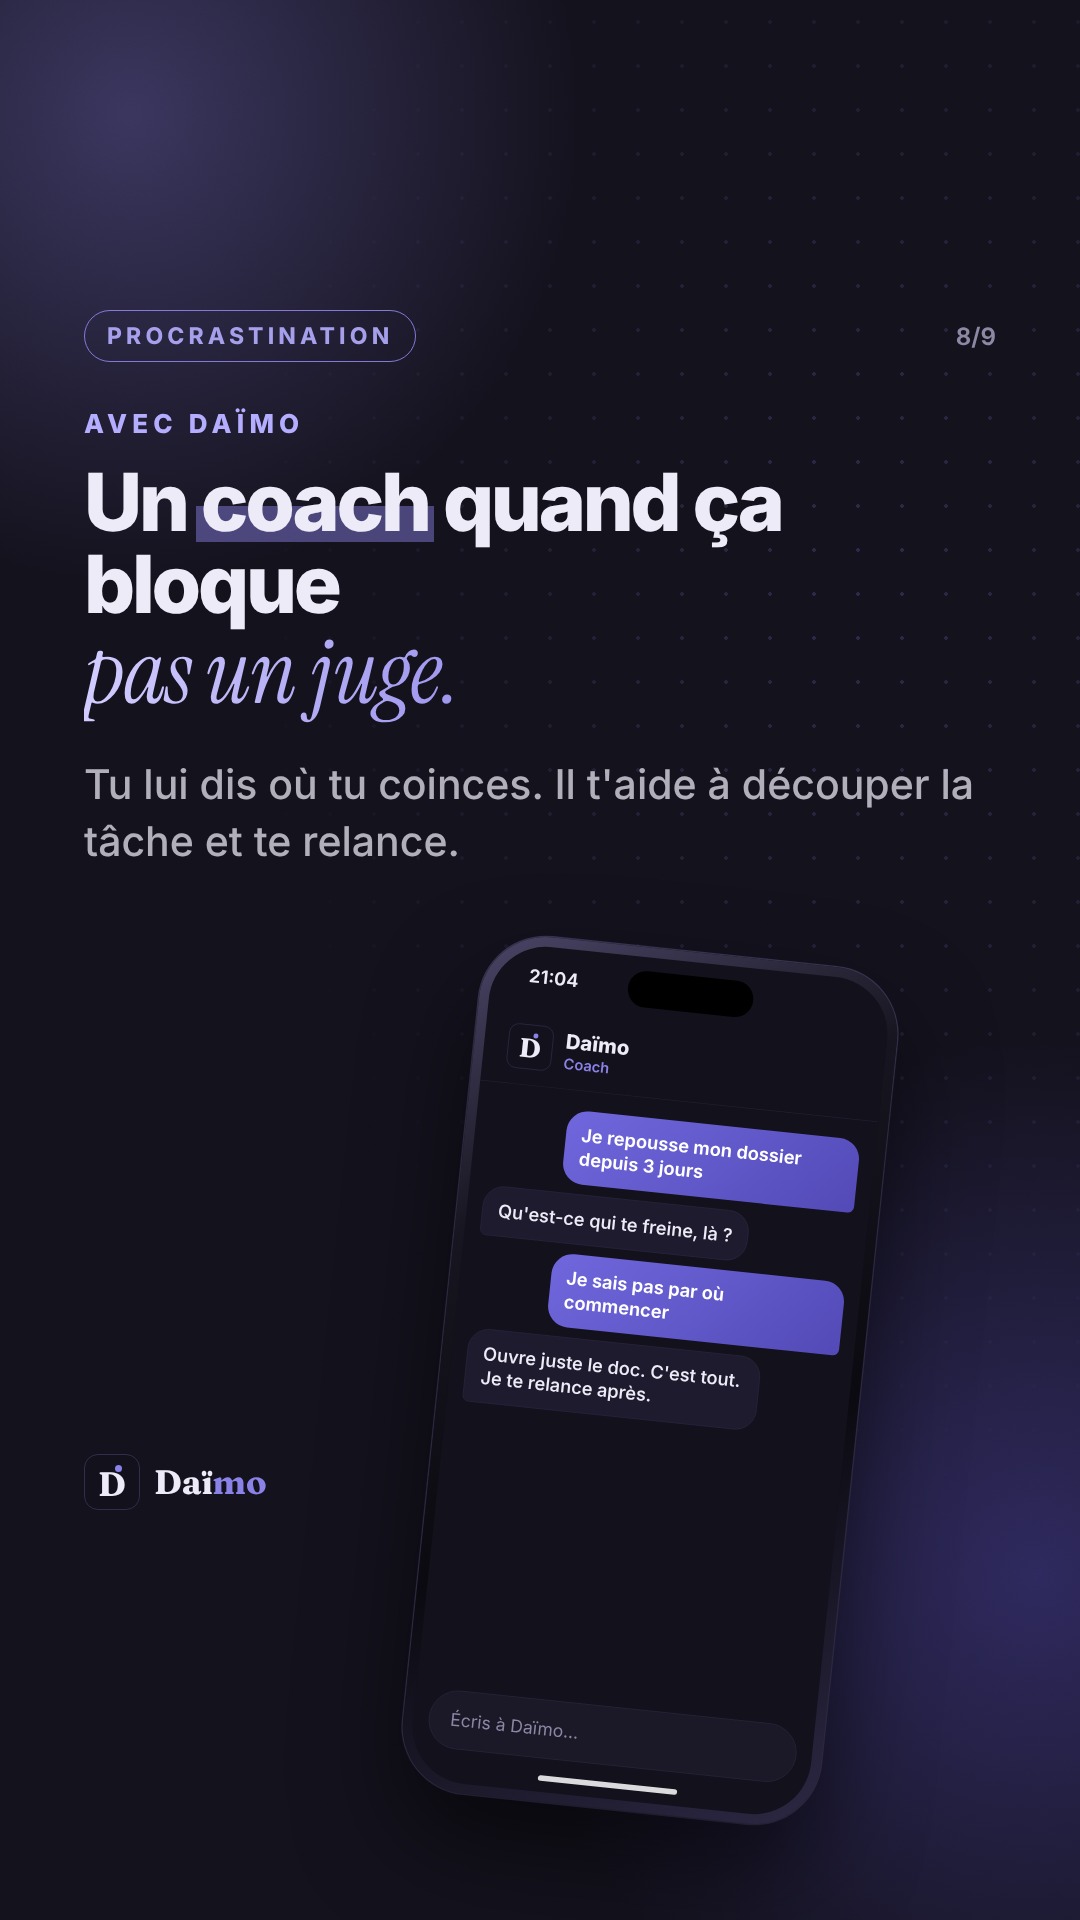 PROCRASTINATION
8/9
AVEC DAÏMO
Un coach quand ça
bloque
pas un juge.
Tu lui dis où tu coinces. Il t'aide à découper la
tâche et te relance.
21:04
D
Daïmo
Coach
Je repousse mon dossier
depuis 3 jours
Qu'est-ce qui te freine, là ?
Je sais pas par où
commencer
Ouvre juste le doc. C'est tout.
Je te relance après.
D Daïmo
Écris à Daïmo...